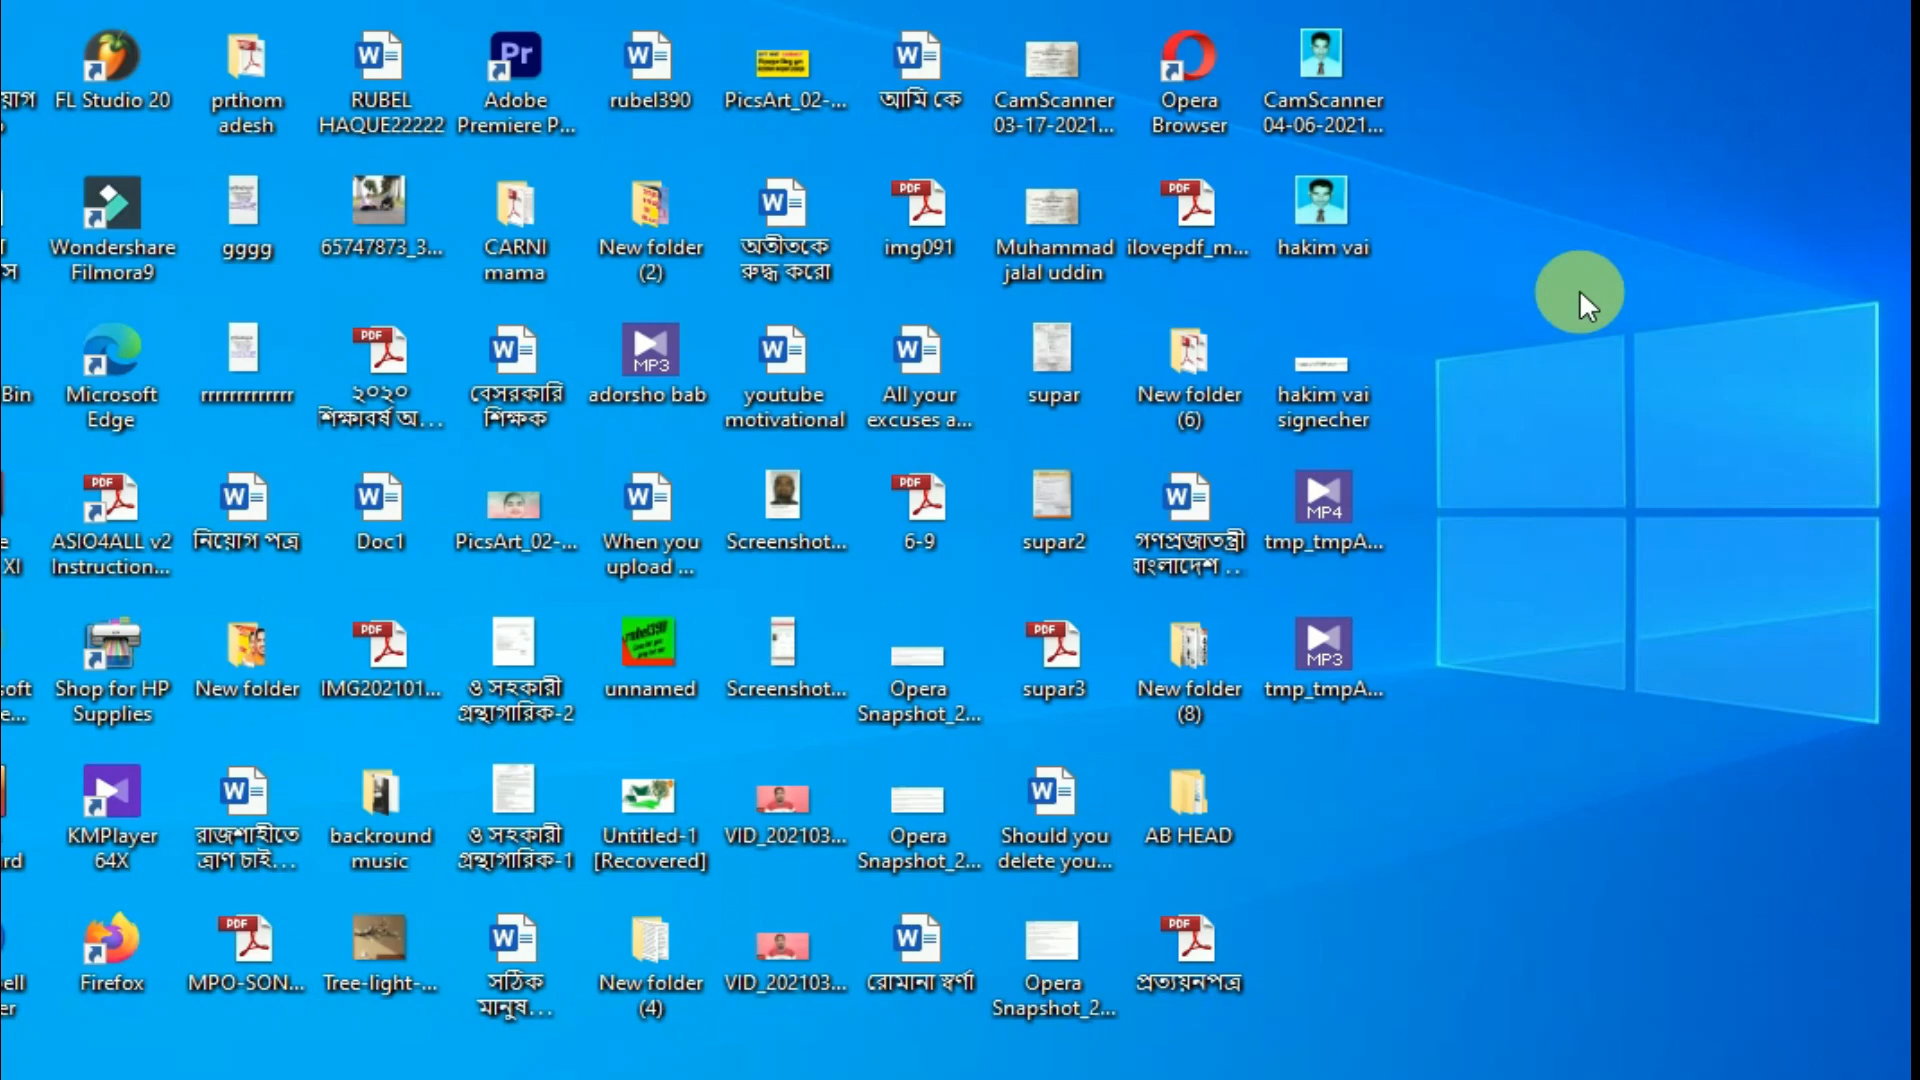 FL Studio 20
prthom
adesh
RUBEL
HAQUE22222
Adobe
Premiere P...
rubel390
PicsArt_02-...
আমি কে
CamScanner
03-17-2021...
Opera
Browser
CamScanner
04-06-2021...
Wondershare
Filmora9
gggg
65747873_3...
CARNI
mama
New folder
(2)
অতীতকে
রুদ্ধ করো
img091
Muhammad
jalal uddin
ilovepdf_m...
hakim vai
Bin
Microsoft
Edge
rrrrrrrrrrrrr
২০২০
শিক্ষাবর্ষ অ...
বেসরকারি
শিক্ষক
adorsho bab
youtube
motivational
All your
excuses a...
supar
New folder
(6)
hakim vai
signecher
XI
ASIO4ALL v2
Instruction...
নিয়োগ পত্র
Doc1
PicsArt_02-...
When you
upload ...
Screenshot...
6-9
supar2
গণপ্রজাতন্ত্রী
বাংলাদেশ ...
tmp_tmpA...
soft
e...
Shop for HP
Supplies
New folder
IMG202101...
ও সহকারী
গ্রন্থাগারিক-2
unnamed
Screenshot...
Opera
Snapshot_2...
supar3
New folder
(8)
tmp_tmpA...
rd
KMPlayer
64X
রাজশাহীতে
ত্রাণ চাই...
backround
music
ও সহকারী
গ্রন্থাগারিক-1
Untitled-1
[Recovered]
VID_202103...
Opera
Snapshot_2...
Should you
delete you...
AB HEAD
ell
er
Firefox
MPO-SON...
Tree-light-...
সঠিক
মানুষ...
New folder
(4)
VID_202103...
রোমানা স্বর্ণা
Opera
Snapshot_2...
প্রত্যয়নপত্র